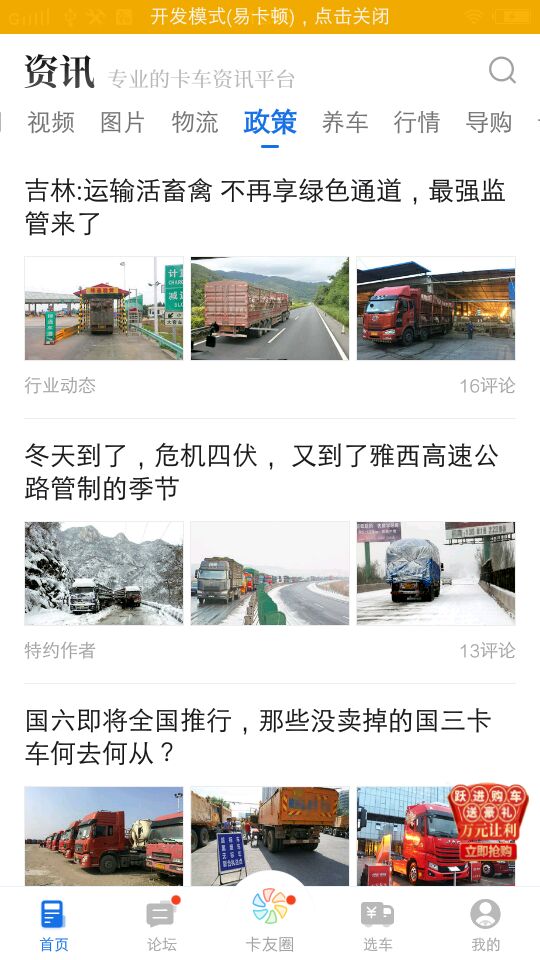 开发模式(易卡顿)，点击关闭
资讯 专业的卡车资讯平台
视频 图片 物流 政策 养车 行情 导购
吉林:运输活畜禽 不再享绿色通道，最强监
管来了
行业动态 16评论
冬天到了，危机四伏， 又到了雅西高速公
路管制的季节
特约作者 13评论
国六即将全国推行，那些没卖掉的国三卡
车何去何从？
跃进购车
送豪礼
万元让利
立即抢购
首页 论坛 卡友圈 选车 我的